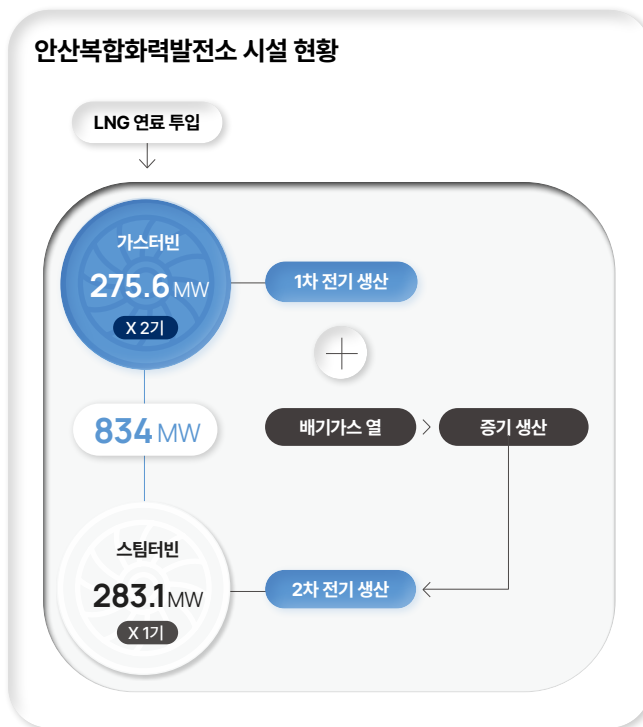 안산복합화력발전소 시설 현황
LNG 연료 투입
가스터빈
275.6 MW
X 2기
1차 전기 생산
834 MW
배기가스 열
증기 생산
스팀터빈
283.1 MW
X 1기
2차 전기 생산